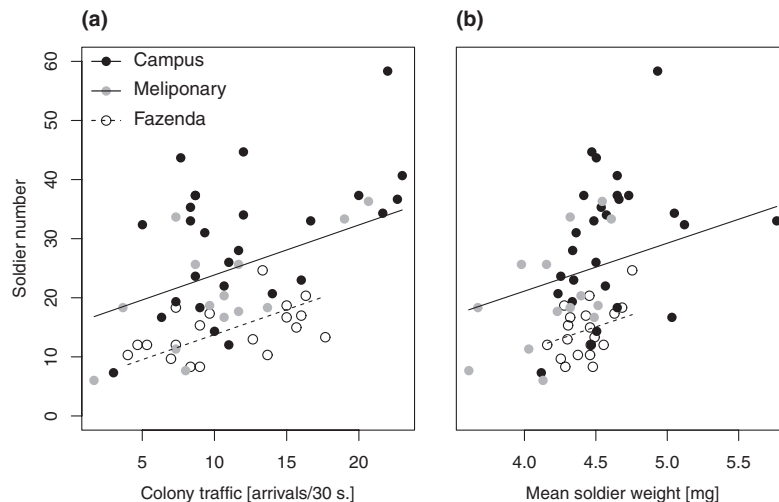 (a)
(b)
Campus
Meliponary
Fazenda
Soldier number
60
50
40
30
20
10
0
5 10 15 20
4.0 4.5 5.0 5.5
Colony traffic [arrivals/30 s.]
Mean soldier weight [mg]